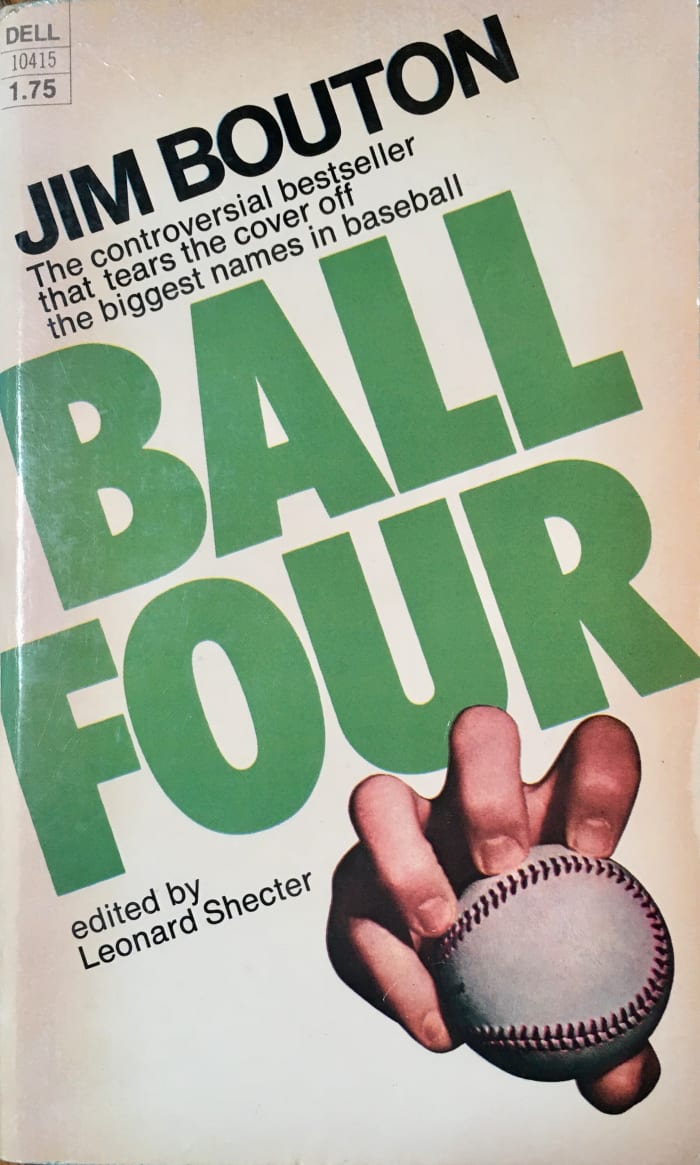 DELL
10415
1.75
JIM BOUTON
The controversial bestseller
that tears the cover off
the biggest names in baseball
BALL
FOUR
edited by
Leonard Shecter